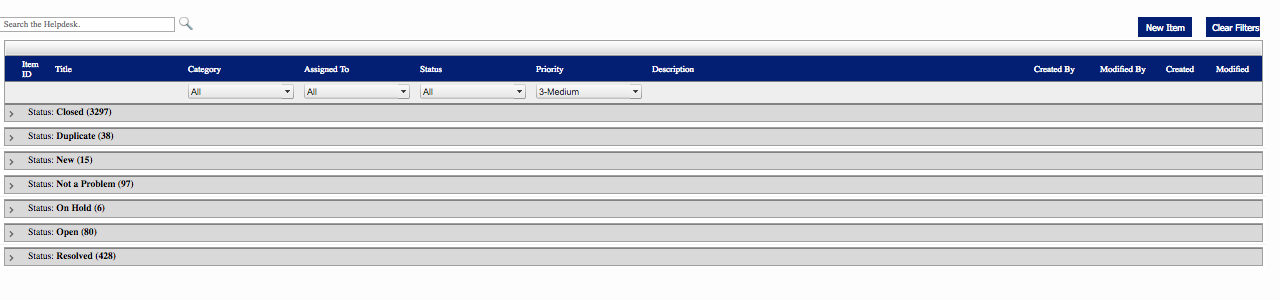 Search the Helpdesk.
New Item Clear Filters
Item ID Title Category Assigned To Status Priority Description Created By Modified By Created Modified
All All All 3-Medium
Status: Closed (3297)
Status: Duplicate (38)
Status: New (15)
Status: Not a Problem (97)
Status: On Hold (6)
Status: Open (80)
Status: Resolved (428)